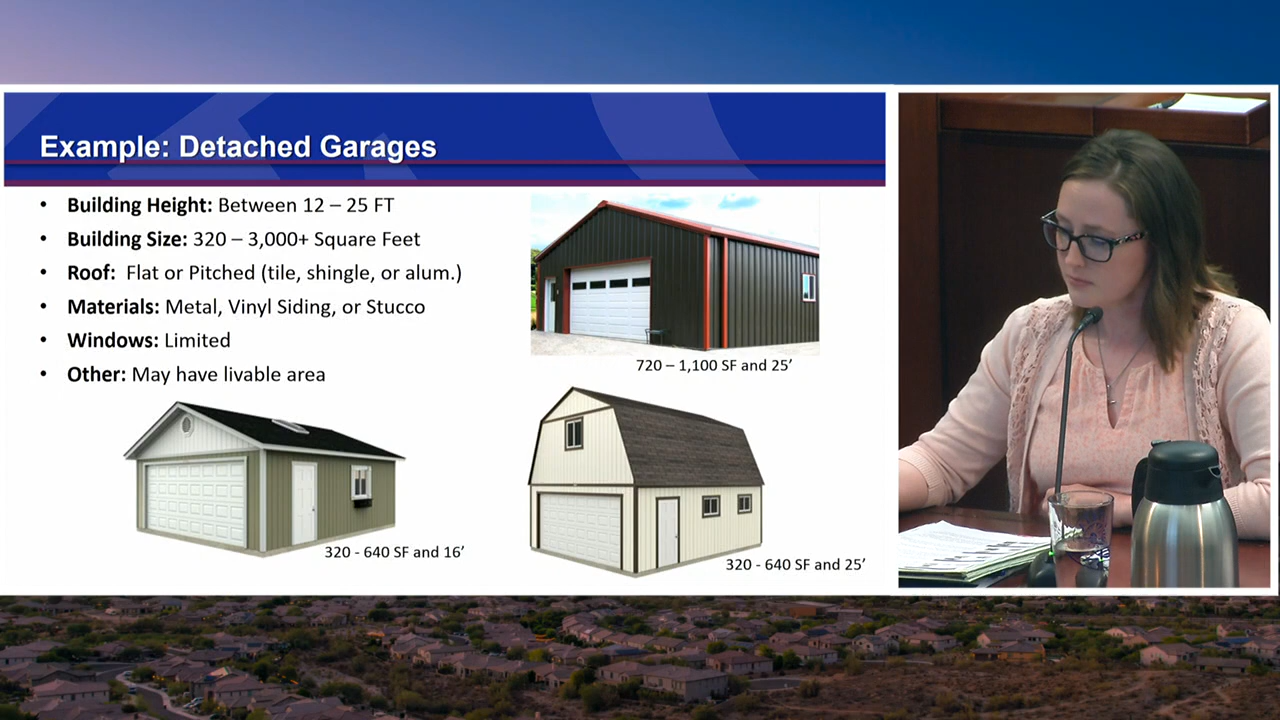 Example: Detached Garages
• Building Height: Between 12 – 25 FT
• Building Size: 320 – 3,000+ Square Feet
• Roof: Flat or Pitched (tile, shingle, or alum.)
• Materials: Metal, Vinyl Siding, or Stucco
• Windows: Limited
• Other: May have livable area
720 – 1,100 SF and 25’
320 - 640 SF and 16’
320 - 640 SF and 25’